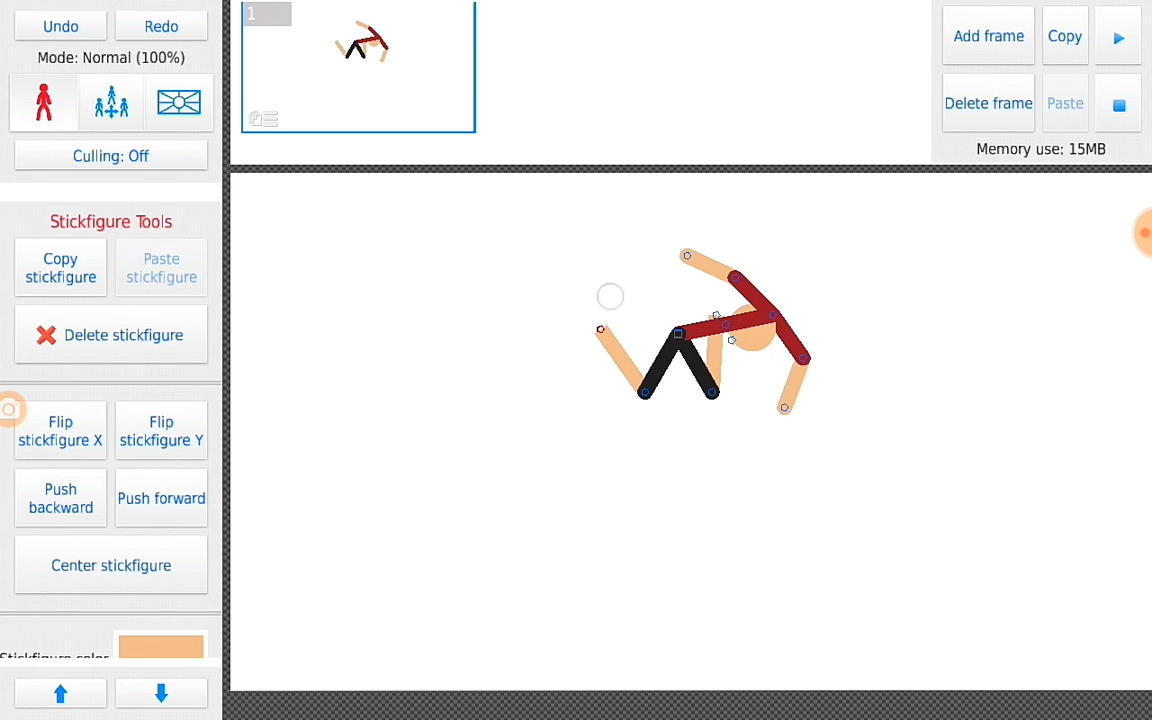 Undo
Redo
Mode: Normal (100%)
Culling: Off
Stickfigure Tools
Copy
stickfigure
Paste
stickfigure
Delete stickfigure
Flip
stickfigure X
Flip
stickfigure Y
Push
backward
Push forward
Center stickfigure
Stickfigure color
1
Add frame
Copy
Delete frame
Paste
Memory use: 15MB